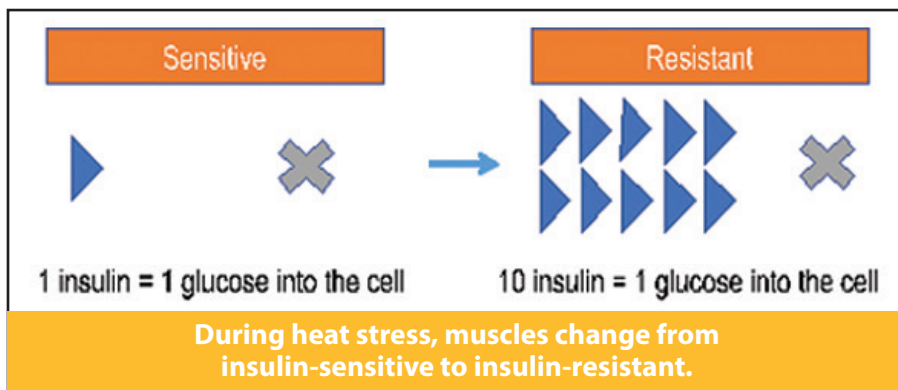 Sensitive
Resistant
1 insulin = 1 glucose into the cell
10 insulin = 1 glucose into the cell
During heat stress, muscles change from
insulin-sensitive to insulin-resistant.